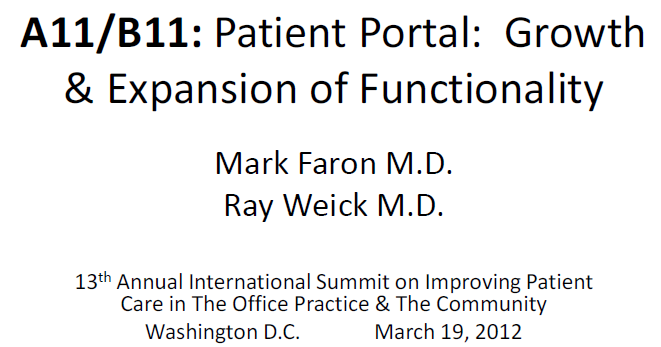 A11/B11: Patient Portal: Growth
& Expansion of Functionality
Mark Faron M.D.
Ray Weick M.D.
13th Annual International Summit on Improving Patient
Care in The Office Practice & The Community
Washington D.C. March 19, 2012